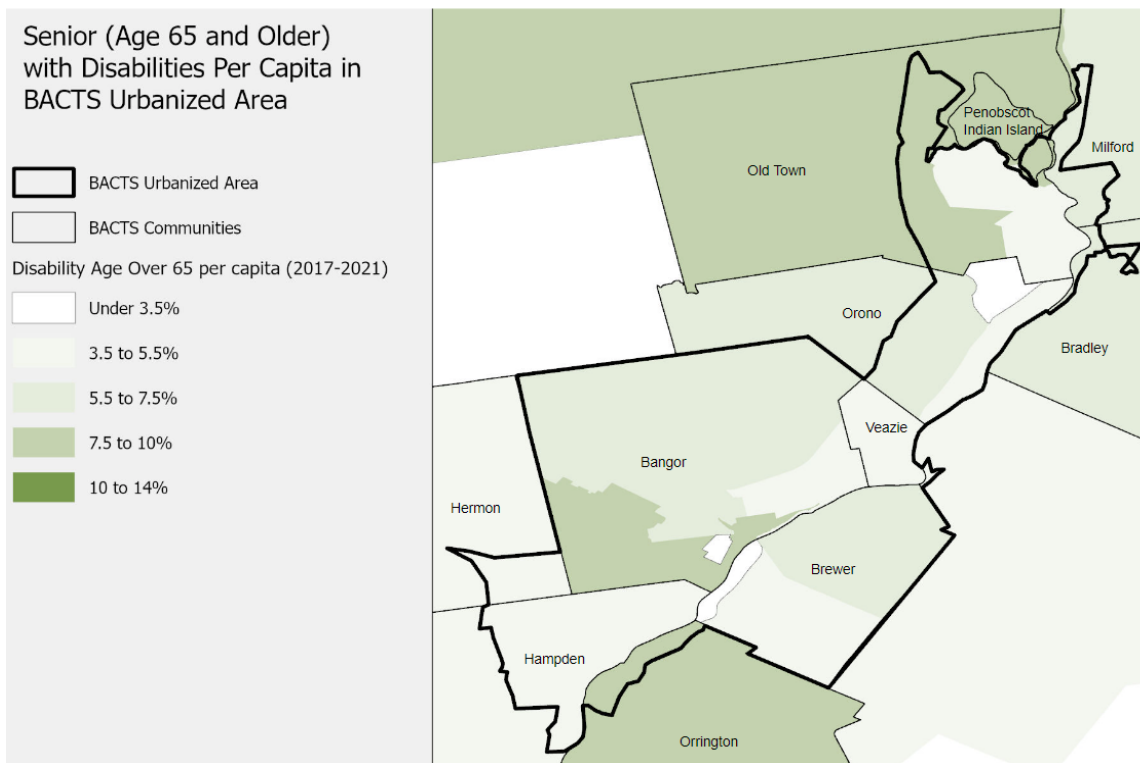 Senior (Age 65 and Older)
with Disabilities Per Capita in
BACTS Urbanized Area
BACTS Urbanized Area
BACTS Communities
Disability Age Over 65 per capita (2017-2021)
Under 3.5%
3.5 to 5.5%
5.5 to 7.5%
7.5 to 10%
10 to 14%
Penobscot
Indian Island
Milford
Old Town
Orono
Bradley
Veazie
Bangor
Hermon
Brewer
Hampden
Orrington